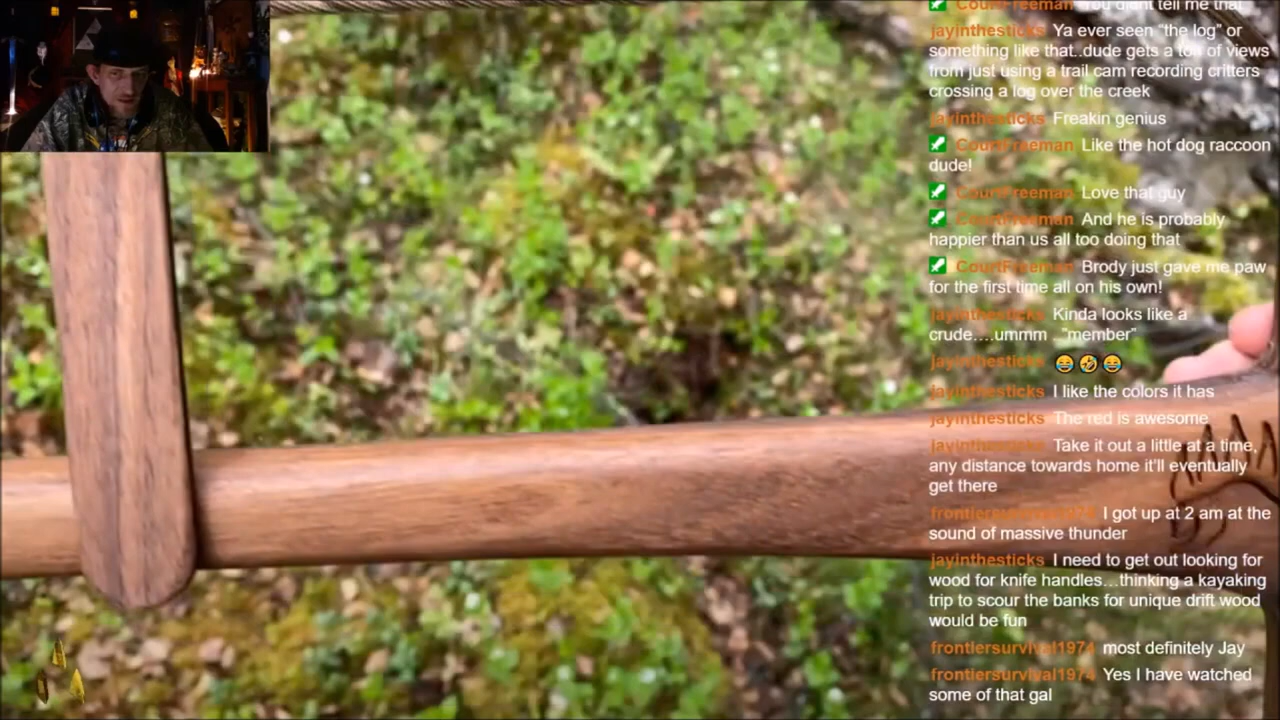 CourtFreeman You didnt tell me that
jayinthesticks Ya ever seen “the log” or
something like that..dude gets a ton of views
from just using a trail cam recording critters
crossing a log over the creek
jayinthesticks Freakin genius
CourtFreeman Like the hot dog raccoon
dude!
CourtFreeman Love that guy
CourtFreeman And he is probably
happier than us all too doing that
CourtFreeman Brody just gave me paw
for the first time all on his own!
jayinthesticks Kinda looks like a
crude....ummm .."member”
jayinthesticks 😂🤣😂
jayinthesticks I like the colors it has
jayinthesticks The red is awesome
jayinthesticks Take it out a little at a time,
any distance towards home it'll eventually
get there
frontiersurvival1974 I got up at 2 am at the
sound of massive thunder
jayinthesticks I need to get out looking for
wood for knife handles...thinking a kayaking
trip to scour the banks for unique drift wood
would be fun
frontiersurvival1974 most definitely Jay
frontiersurvival1974 Yes I have watched
some of that gal